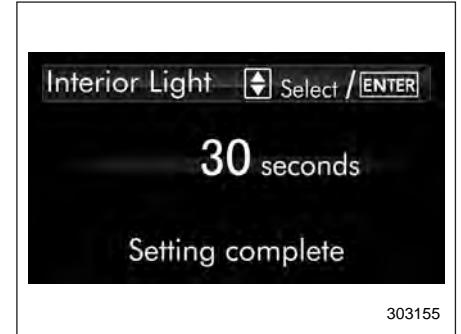 Interior Light Select / ENTER
30 seconds
Setting complete
303155